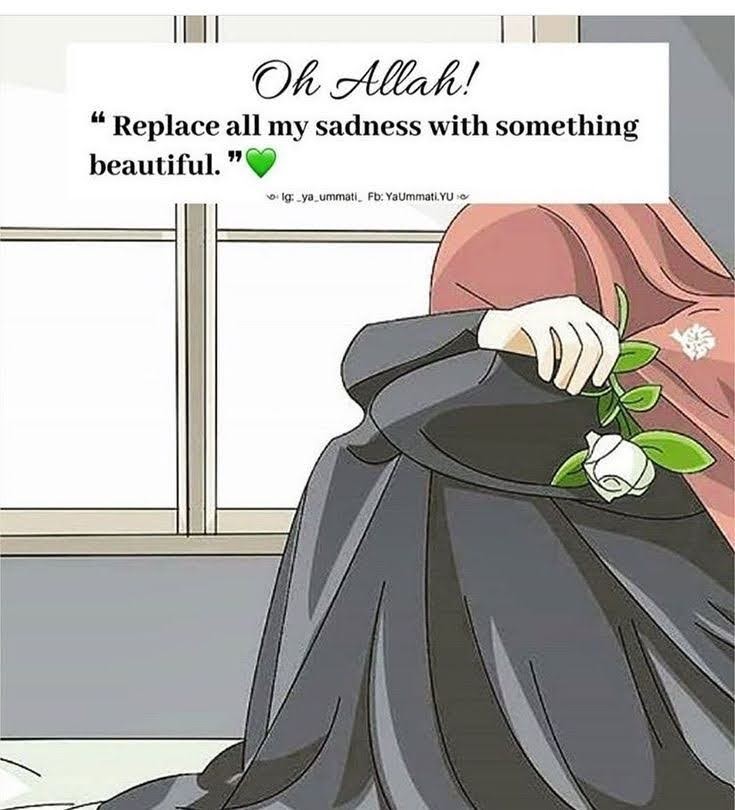 Oh Allah!
❝ Replace all my sadness with something
beautiful. ❞💚
Ig: _ya_ummati_ Fb: YaUmmati.YU